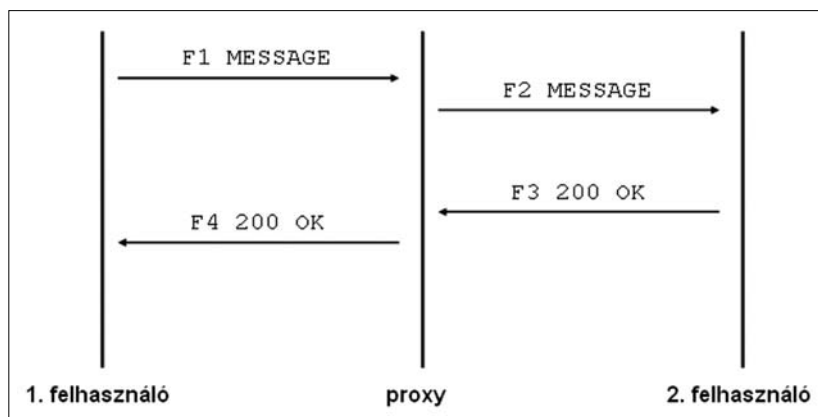 F1 MESSAGE
F2 MESSAGE
F3 200 OK
F4 200 OK
1. felhasználó
proxy
2. felhasználó